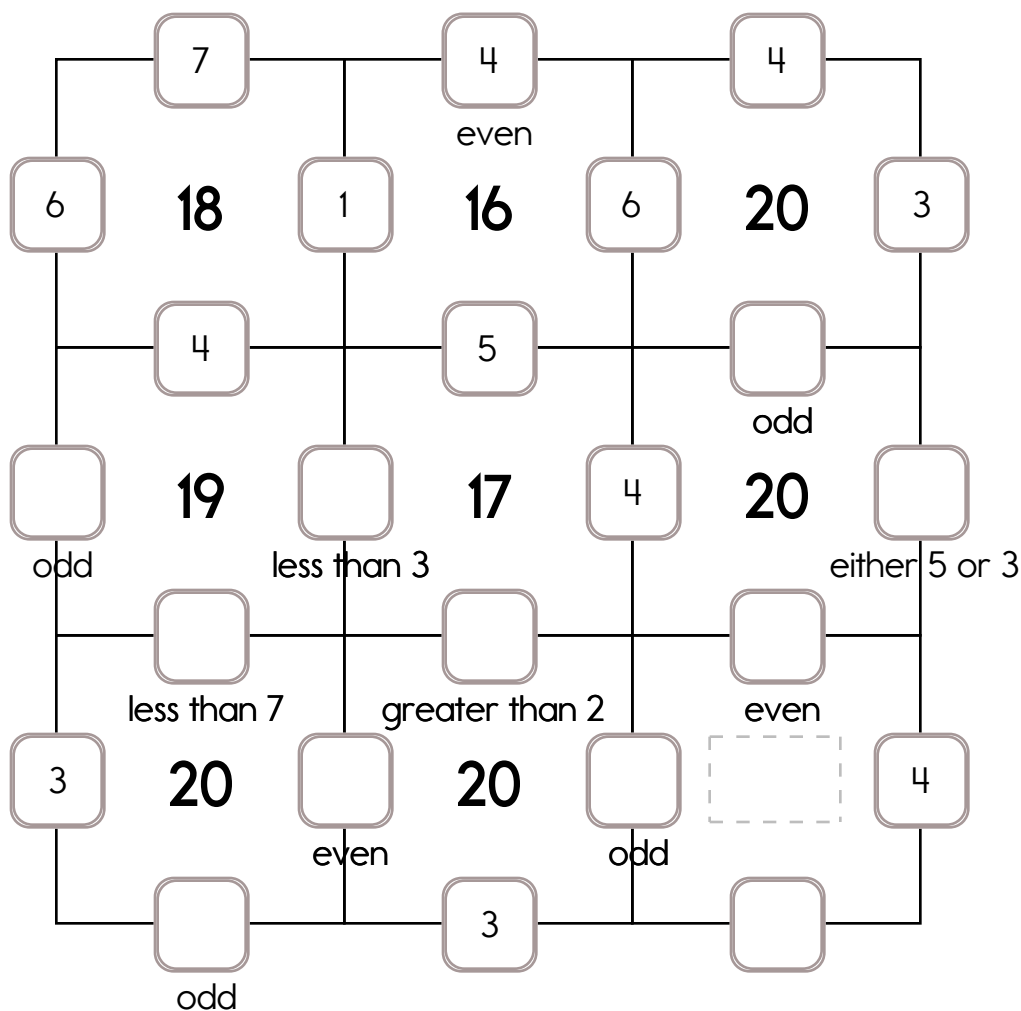 7 4 4
even
6 18 1 16 6 20 3
4 5
odd
19 17 4 20
odd less than 3 either 5 or 3
less than 7 greater than 2 even
3 20 20 4
even odd
3
odd